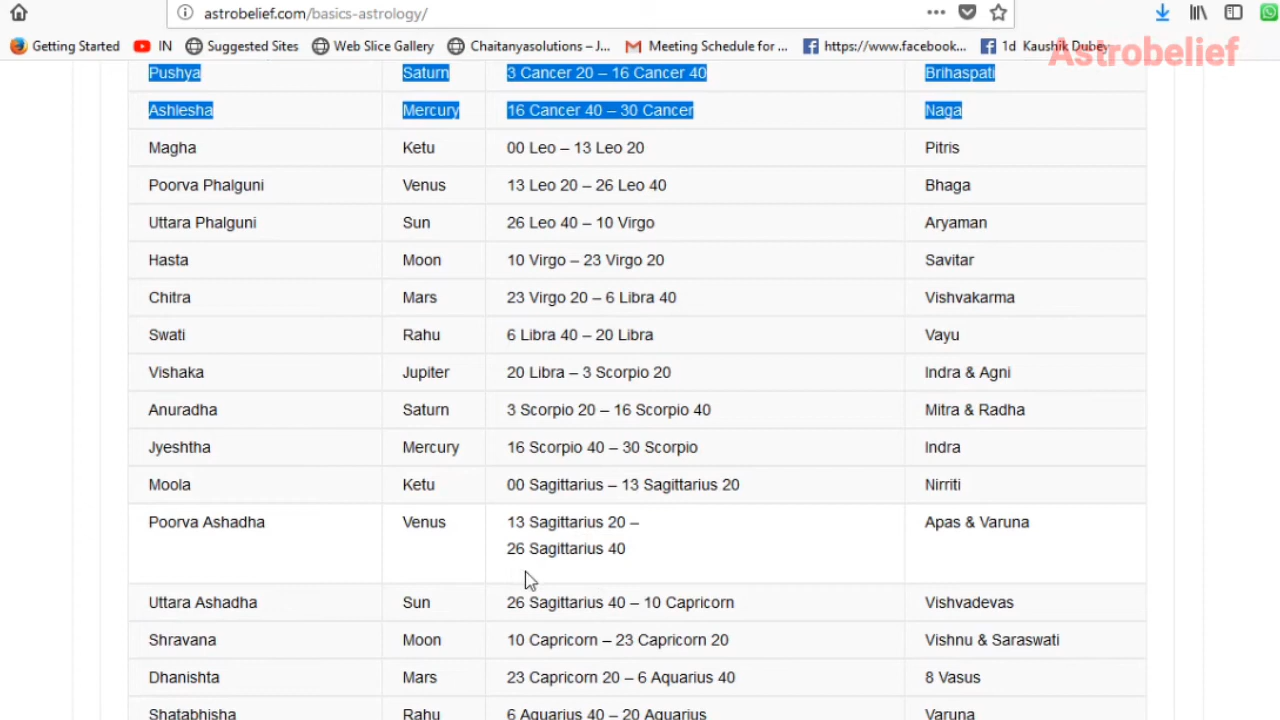 astrobelief.com/basics-astrology/
Getting Started IN Suggested Sites Web Slice Gallery Chaitanyasolutions – J... Meeting Schedule for ... https://www.facebook... 1d Kaushik Dubey
Astrobelief
Pushya Saturn 3 Cancer 20 – 16 Cancer 40 Brihaspati
Ashlesha Mercury 16 Cancer 40 – 30 Cancer Naga
Magha Ketu 00 Leo – 13 Leo 20 Pitris
Poorva Phalguni Venus 13 Leo 20 – 26 Leo 40 Bhaga
Uttara Phalguni Sun 26 Leo 40 – 10 Virgo Aryaman
Hasta Moon 10 Virgo – 23 Virgo 20 Savitar
Chitra Mars 23 Virgo 20 – 6 Libra 40 Vishvakarma
Swati Rahu 6 Libra 40 – 20 Libra Vayu
Vishaka Jupiter 20 Libra – 3 Scorpio 20 Indra & Agni
Anuradha Saturn 3 Scorpio 20 – 16 Scorpio 40 Mitra & Radha
Jyeshtha Mercury 16 Scorpio 40 – 30 Scorpio Indra
Moola Ketu 00 Sagittarius – 13 Sagittarius 20 Nirriti
Poorva Ashadha Venus 13 Sagittarius 20 – Apas & Varuna
26 Sagittarius 40
Uttara Ashadha Sun 26 Sagittarius 40 – 10 Capricorn Vishvadevas
Shravana Moon 10 Capricorn – 23 Capricorn 20 Vishnu & Saraswati
Dhanishta Mars 23 Capricorn 20 – 6 Aquarius 40 8 Vasus
Shatabhisha Rahu 6 Aquarius 40 – 20 Aquarius Varuna